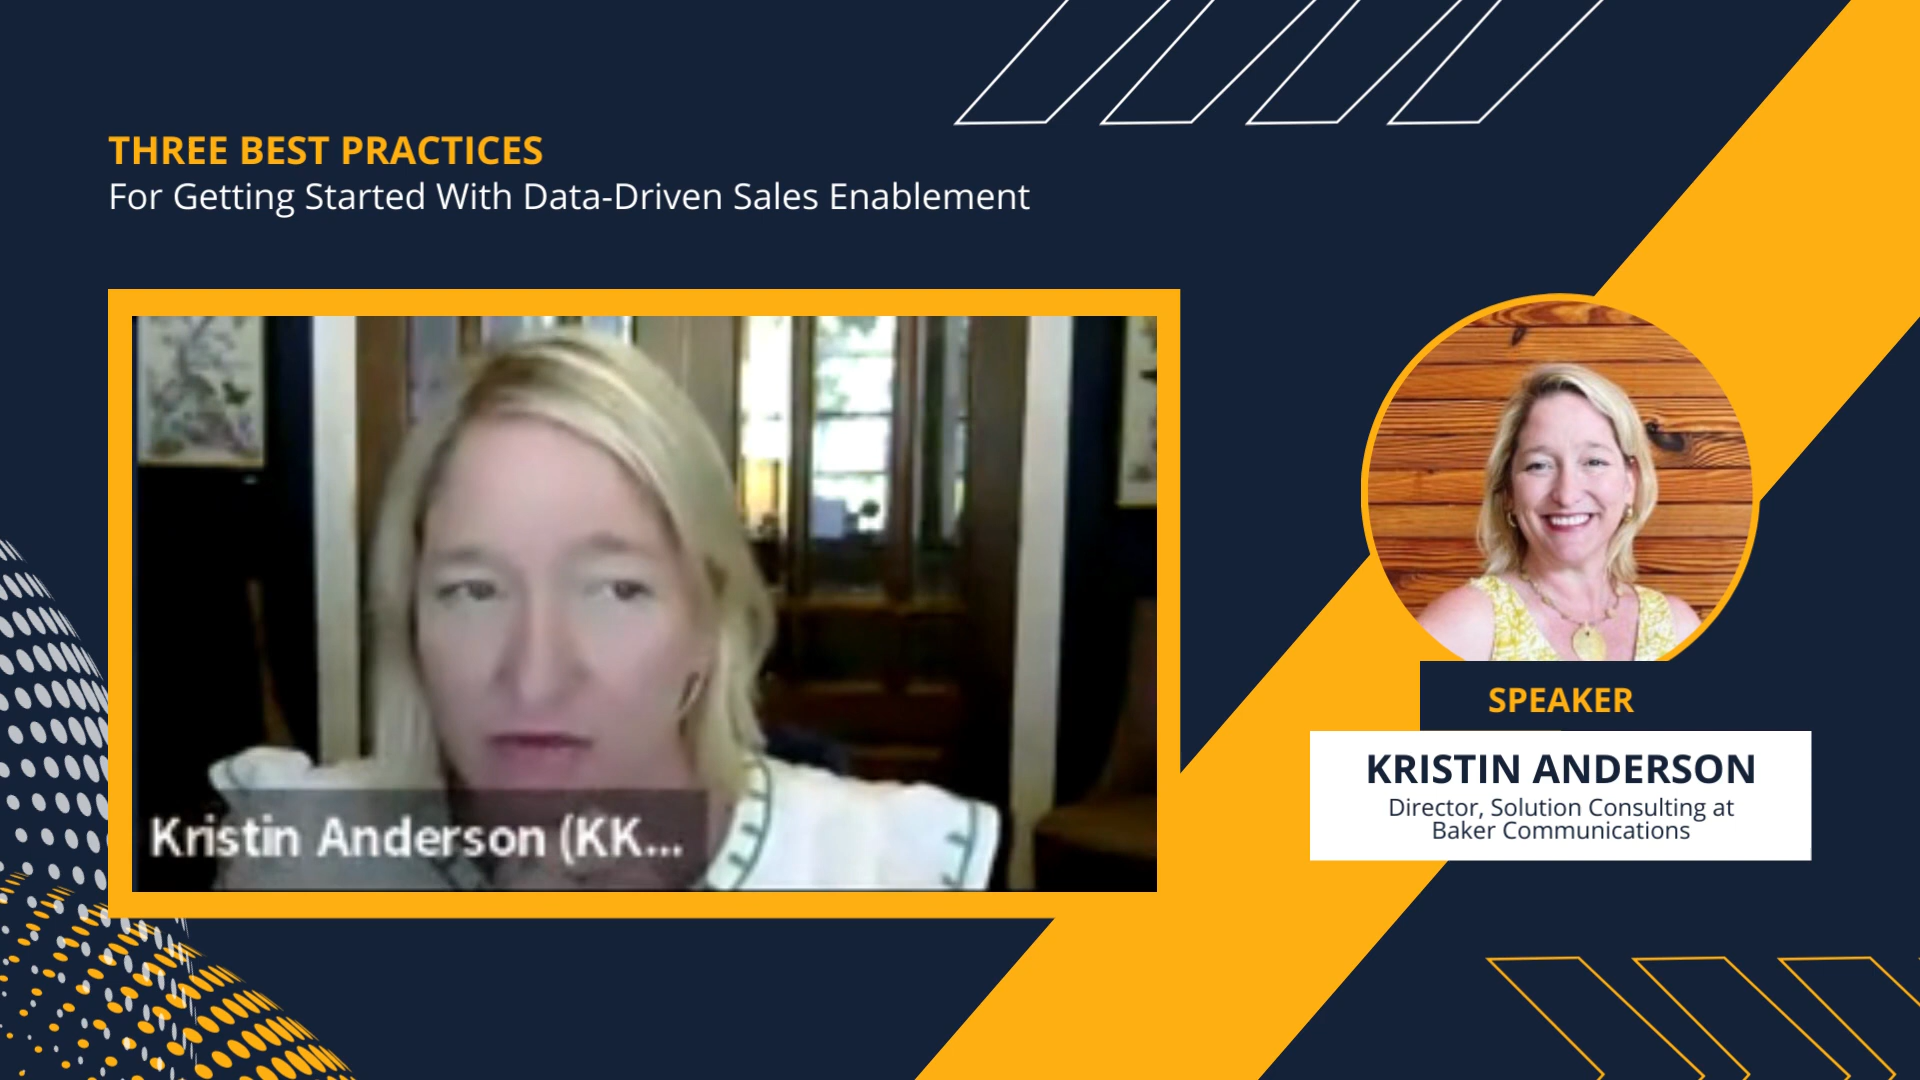 THREE BEST PRACTICES
For Getting Started With Data-Driven Sales Enablement
Kristin Anderson (KK...
SPEAKER
KRISTIN ANDERSON
Director, Solution Consulting at
Baker Communications